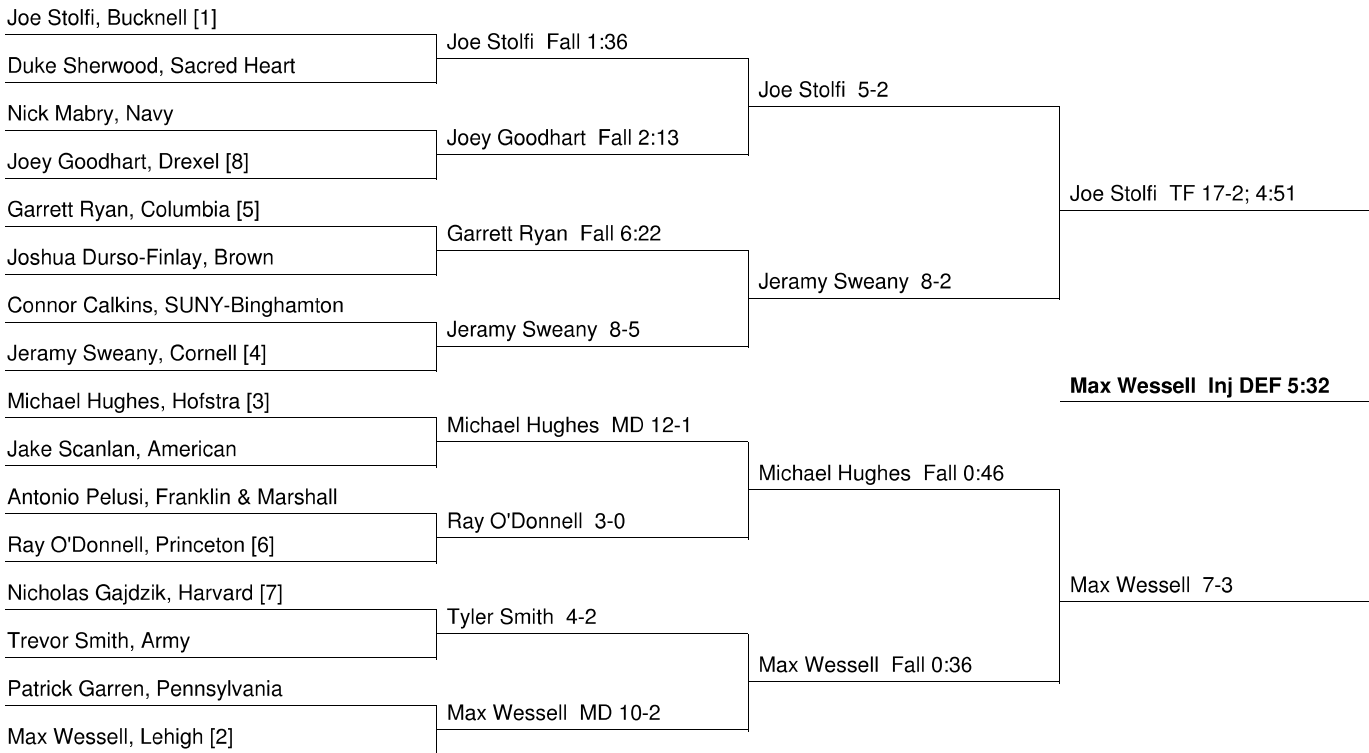 Joe Stolfi, Bucknell [1]
Duke Sherwood, Sacred Heart
Nick Mabry, Navy
Joey Goodhart, Drexel [8]
Garrett Ryan, Columbia [5]
Joshua Durso-Finlay, Brown
Connor Calkins, SUNY-Binghamton
Jeramy Sweany, Cornell [4]
Michael Hughes, Hofstra [3]
Jake Scanlan, American
Antonio Pelusi, Franklin & Marshall
Ray O'Donnell, Princeton [6]
Nicholas Gajdzik, Harvard [7]
Trevor Smith, Army
Patrick Garren, Pennsylvania
Max Wessell, Lehigh [2]
Joe Stolfi Fall 1:36
Joey Goodhart Fall 2:13
Garrett Ryan Fall 6:22
Jeramy Sweany 8-5
Michael Hughes MD 12-1
Ray O'Donnell 3-0
Tyler Smith 4-2
Max Wessell MD 10-2
Joe Stolfi 5-2
Jeramy Sweany 8-2
Michael Hughes Fall 0:46
Max Wessell Fall 0:36
Joe Stolfi TF 17-2; 4:51
Max Wessell 7-3
Max Wessell Inj DEF 5:32